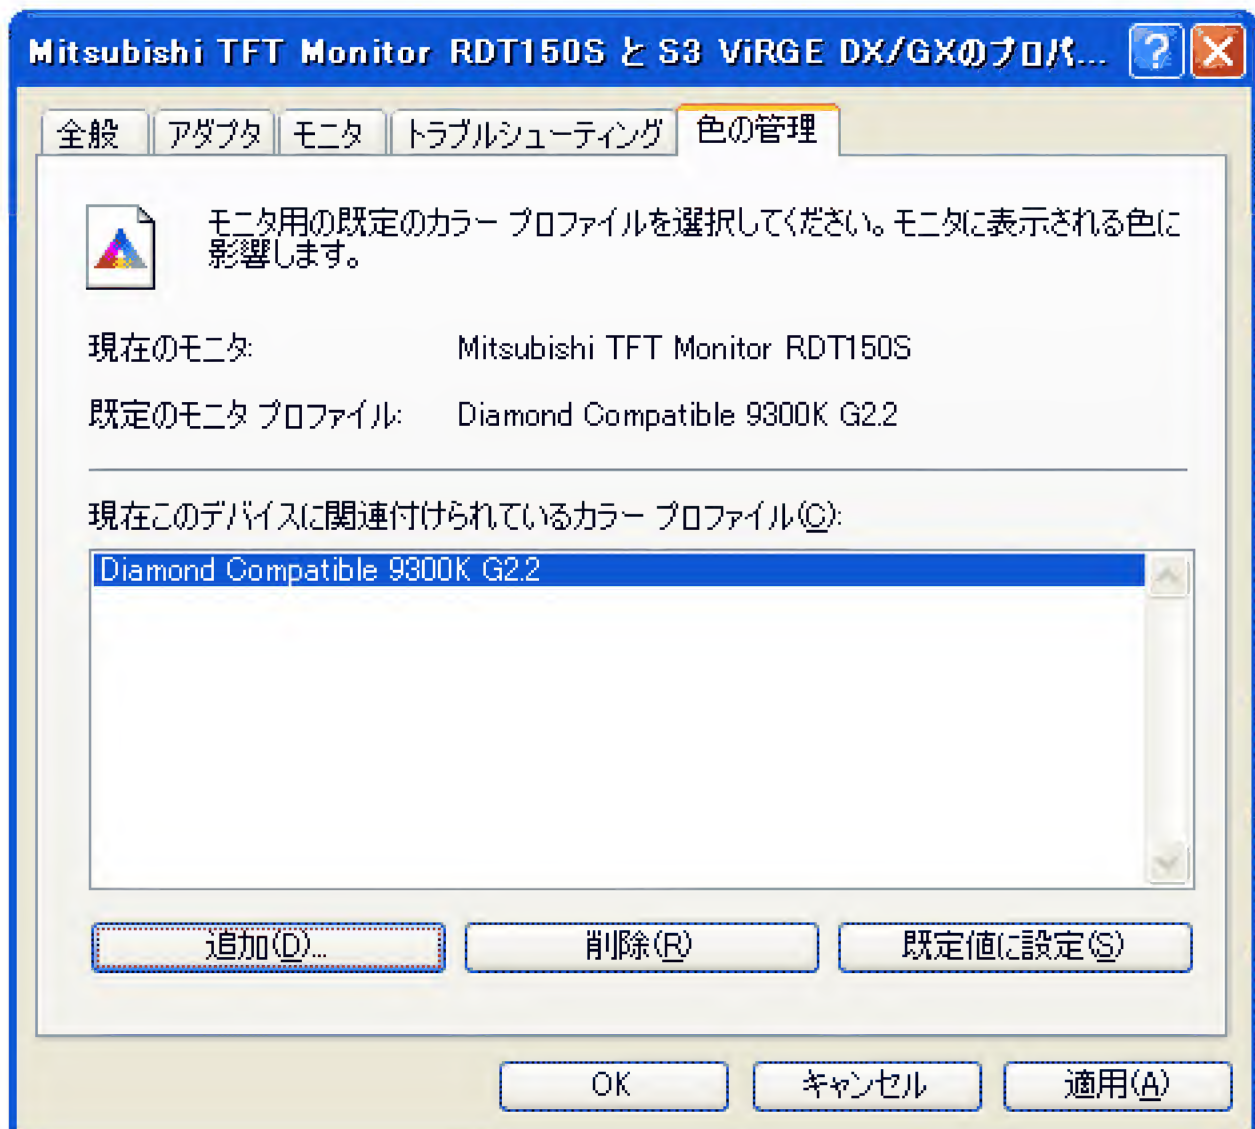 Mitsubishi TFT Monitor RDT150S と S3 ViRGE DX/GXのプロパ...
全般 アダプタ モニタ トラブルシューティング 色の管理
モニタ用の既定のカラー プロファイルを選択してください。モニタに表示される色に
影響します。
現在のモニタ: Mitsubishi TFT Monitor RDT150S
既定のモニタ プロファイル: Diamond Compatible 9300K G2.2
現在このデバイスに関連付けられているカラー プロファイル(C):
Diamond Compatible 9300K G2.2
追加(D)... 削除(R) 既定値に設定(S)
OK キャンセル 適用(A)